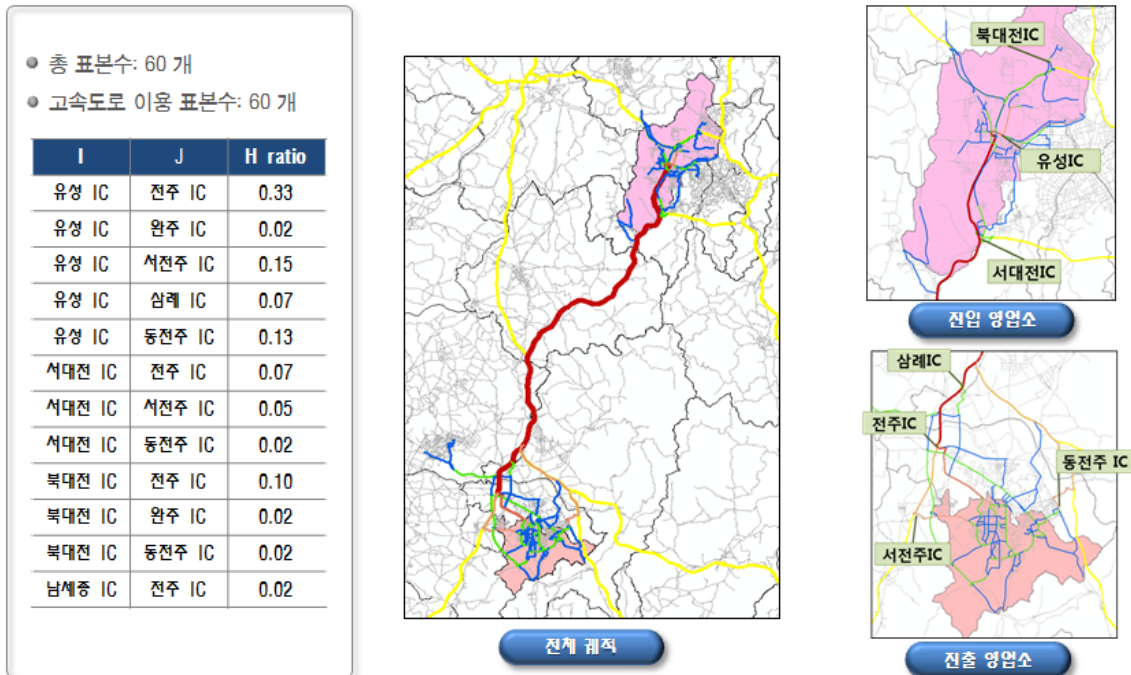 총 표본수: 60 개
고속도로 이용 표본수: 60 개
I J H ratio
유성 IC 전주 IC 0.33
유성 IC 완주 IC 0.02
유성 IC 서전주 IC 0.15
유성 IC 삼례 IC 0.07
유성 IC 동전주 IC 0.13
서대전 IC 전주 IC 0.07
서대전 IC 서전주 IC 0.05
서대전 IC 동전주 IC 0.02
북대전 IC 전주 IC 0.10
북대전 IC 완주 IC 0.02
북대전 IC 동전주 IC 0.02
남세종 IC 전주 IC 0.02
전체 궤적
북대전IC
유성IC
서대전IC
진입 영업소
삼례IC
전주IC
동전주 IC
서전주IC
진출 영업소